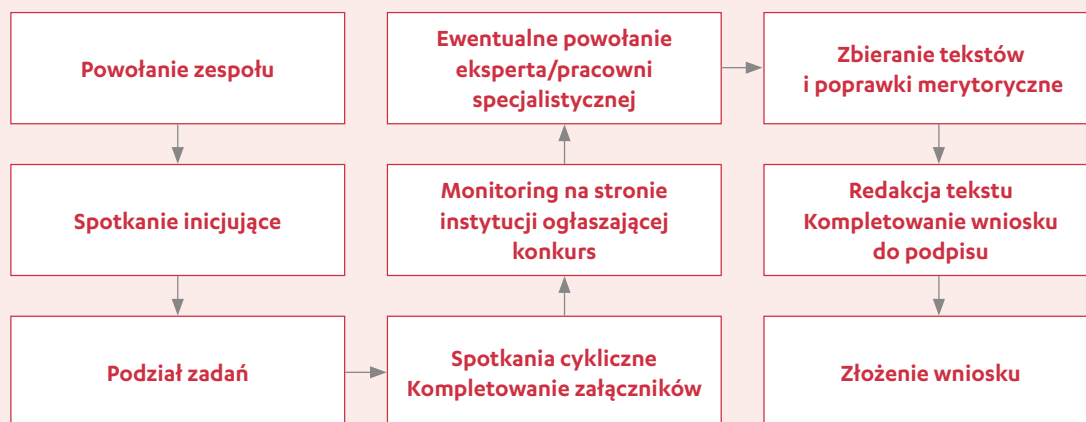 Powołanie zespołu
Spotkanie inicjujące
Podział zadań
Spotkania cykliczne
Kompletowanie załączników
Monitoring na stronie
instytucji ogłaszającej
konkurs
Ewentualne powołanie
eksperta/pracowni
specjalistycznej
Zbieranie tekstów
i poprawki merytoryczne
Redakcja tekstu
Kompletowanie wniosku
do podpisu
Złożenie wniosku